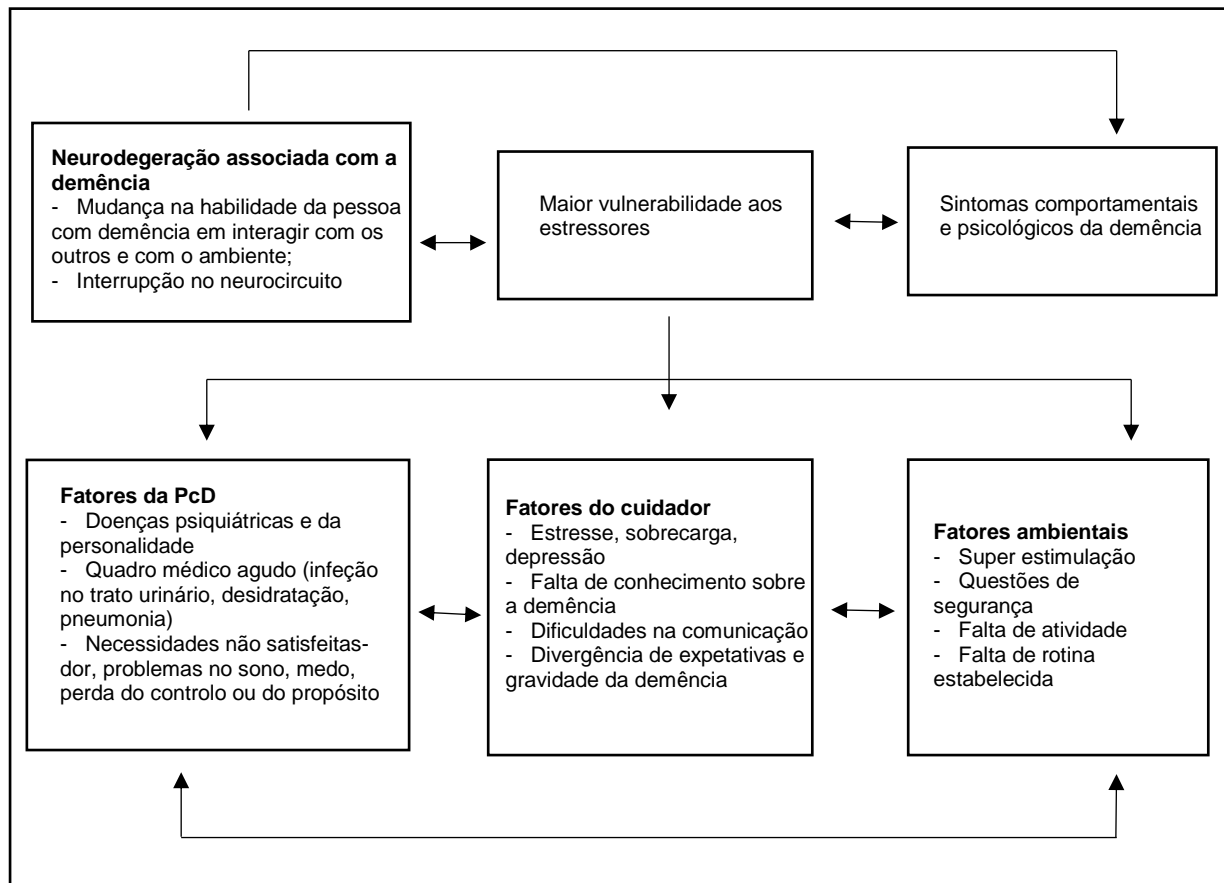 Neurodegeração associada com a
demência
- Mudança na habilidade da pessoa
com demência em interagir com os
outros e com o ambiente;
- Interrupção no neurocircuito
Maior vulnerabilidade aos
estressores
Sintomas comportamentais
e psicológicos da demência
Fatores da PcD
- Doenças psiquiátricas e da
personalidade
- Quadro médico agudo (infeção
no trato urinário, desidratação,
pneumonia)
- Necessidades não satisfeitas-
dor, problemas no sono, medo,
perda do controlo ou do propósito
Fatores do cuidador
- Estresse, sobrecarga,
depressão
- Falta de conhecimento sobre
a demência
- Dificuldades na comunicação
- Divergência de expetativas e
gravidade da demência
Fatores ambientais
- Super estimulação
- Questões de
segurança
- Falta de atividade
- Falta de rotina
estabelecida